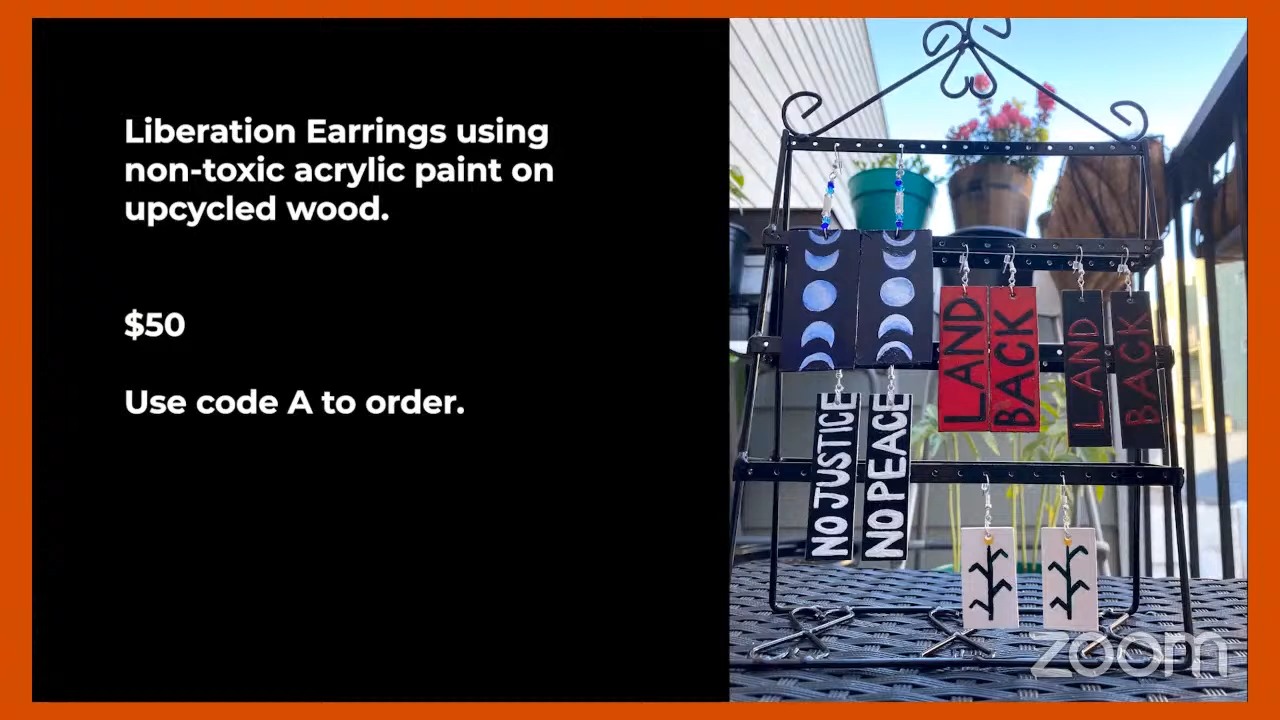 Liberation Earrings using
non-toxic acrylic paint on
upcycled wood.
$50
Use code A to order.
LAND
BACK
LAND
BACK
NO JUSTICE
NO PEACE
zoom